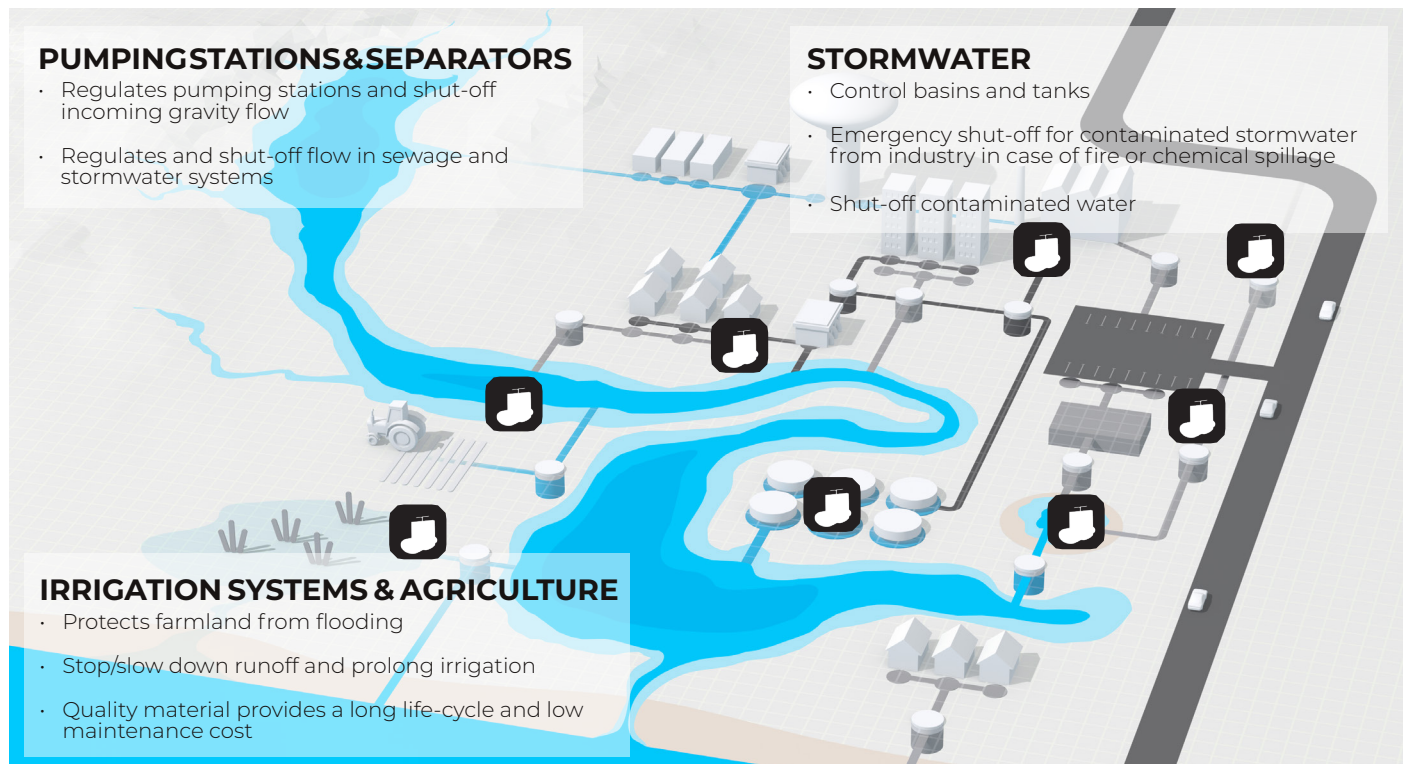 PUMPING STATIONS & SEPARATORS
· Regulates pumping stations and shut-off
incoming gravity flow
· Regulates and shut-off flow in sewage and
stormwater systems
STORMWATER
· Control basins and tanks
· Emergency shut-off for contaminated stormwater
from industry in case of fire or chemical spillage
· Shut-off contaminated water
IRRIGATION SYSTEMS & AGRICULTURE
· Protects farmland from flooding
· Stop/slow down runoff and prolong irrigation
· Quality material provides a long life-cycle and low
maintenance cost